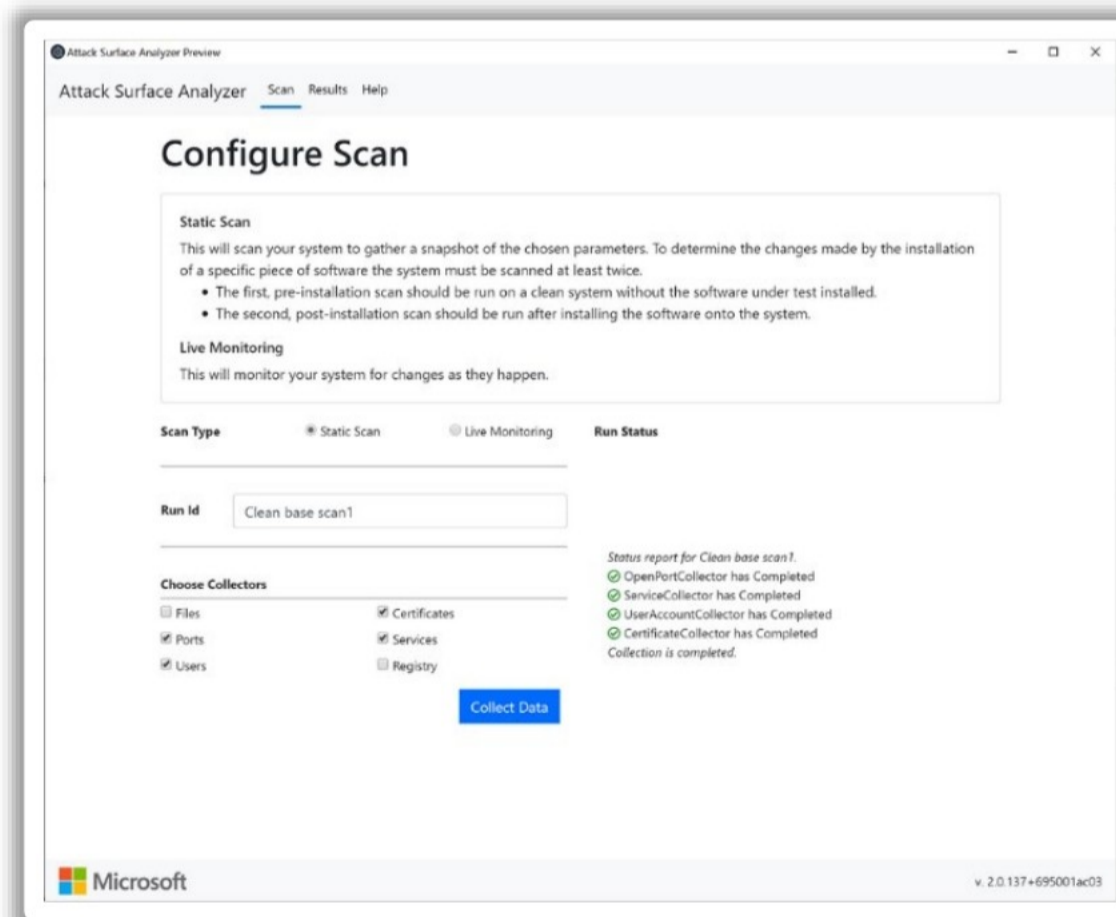 Attack Surface Analyzer Preview
Attack Surface Analyzer Scan Results Help
Configure Scan
Static Scan
This will scan your system to gather a snapshot of the chosen parameters. To determine the changes made by the installation
of a specific piece of software the system must be scanned at least twice.
• The first, pre-installation scan should be run on a clean system without the software under test installed.
• The second, post-installation scan should be run after installing the software onto the system.
Live Monitoring
This will monitor your system for changes as they happen.
Scan Type Static Scan Live Monitoring
Run Id Clean base scan1
Choose Collectors
Files Certificates
Ports Services
Users Registry
Collect Data
Run Status
Status report for Clean base scan1.
OpenPortCollector has Completed
ServiceCollector has Completed
UserAccountCollector has Completed
CertificateCollector has Completed
Collection is completed.
Microsoft
v. 2.0.137+695001ac03